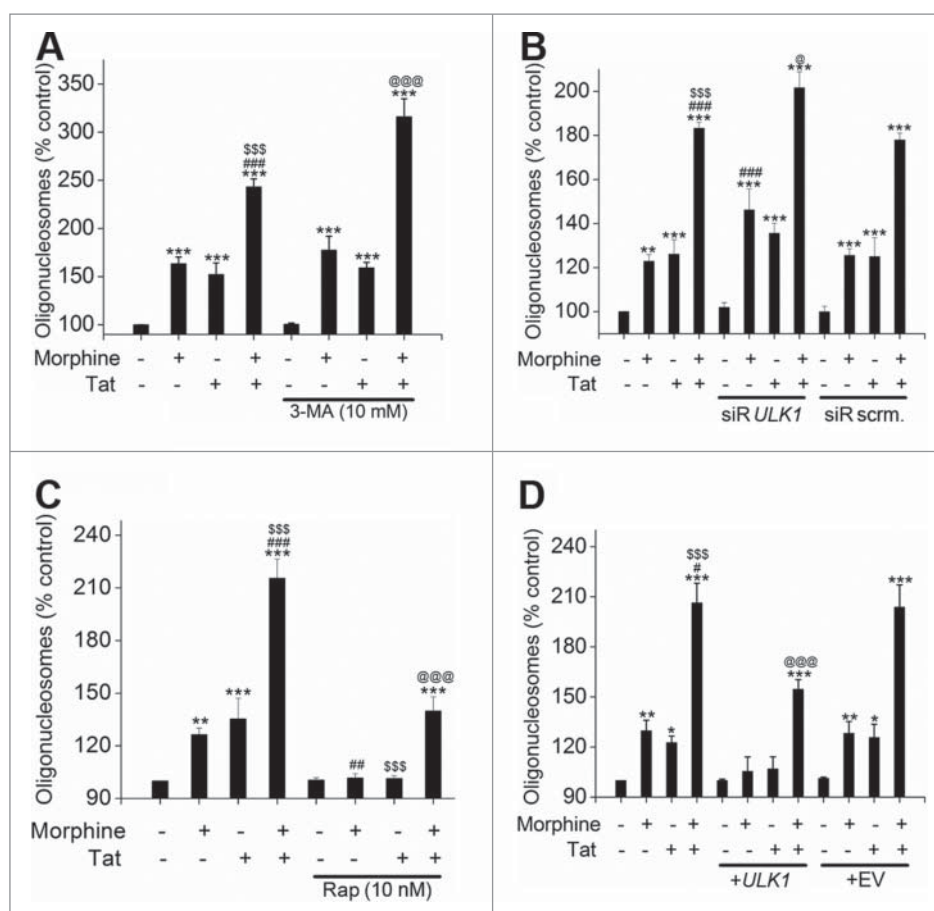 A
Oligonucleosomes (% control)
350
300
250
200
150
100
***
***
$$$
###
***
***
***
@@@
***
Morphine - + - + - + - +
Tat - - + + - - + +
3-MA (10 mM)
B
Oligonucleosomes (% control)
200
180
160
140
120
100
**
***
$$$
###
***
###
***
***
@
***
***
***
***
Morphine - + - + - + - + - + - +
Tat - - + + - - + + - - + +
siR ULK1
siR scrm.
C
Oligonucleosomes (% control)
240
210
180
150
120
90
**
***
$$$
###
***
##
$$$
@@@
***
Morphine - + - + - + - +
Tat - - + + - - + +
Rap (10 nM)
D
Oligonucleosomes (% control)
240
210
180
150
120
90
**
*
$$$
#
***
@@@
***
**
*
***
Morphine - + - + - + - + - + - +
Tat - - + + - - + + - - + +
+ULK1
+EV